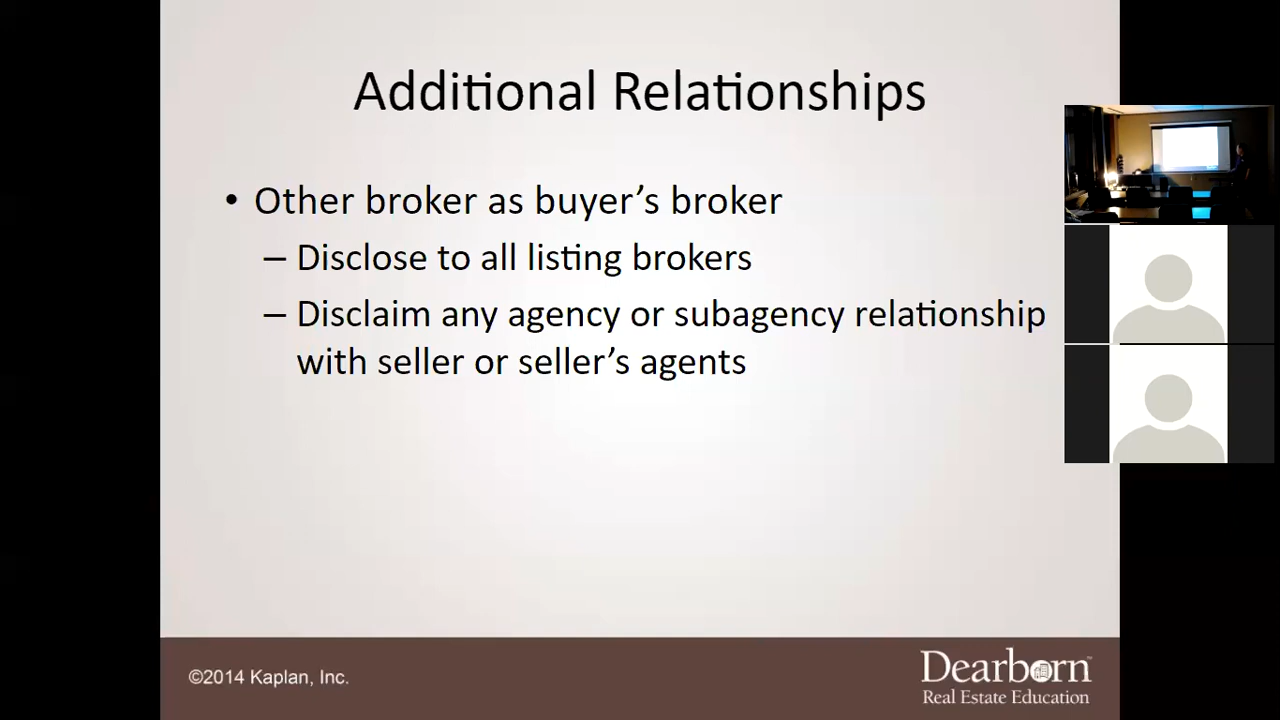 Additional Relationships
• Other broker as buyer’s broker
– Disclose to all listing brokers
– Disclaim any agency or subagency relationship
with seller or seller’s agents
©2014 Kaplan, Inc.
Dearborn™
Real Estate Education